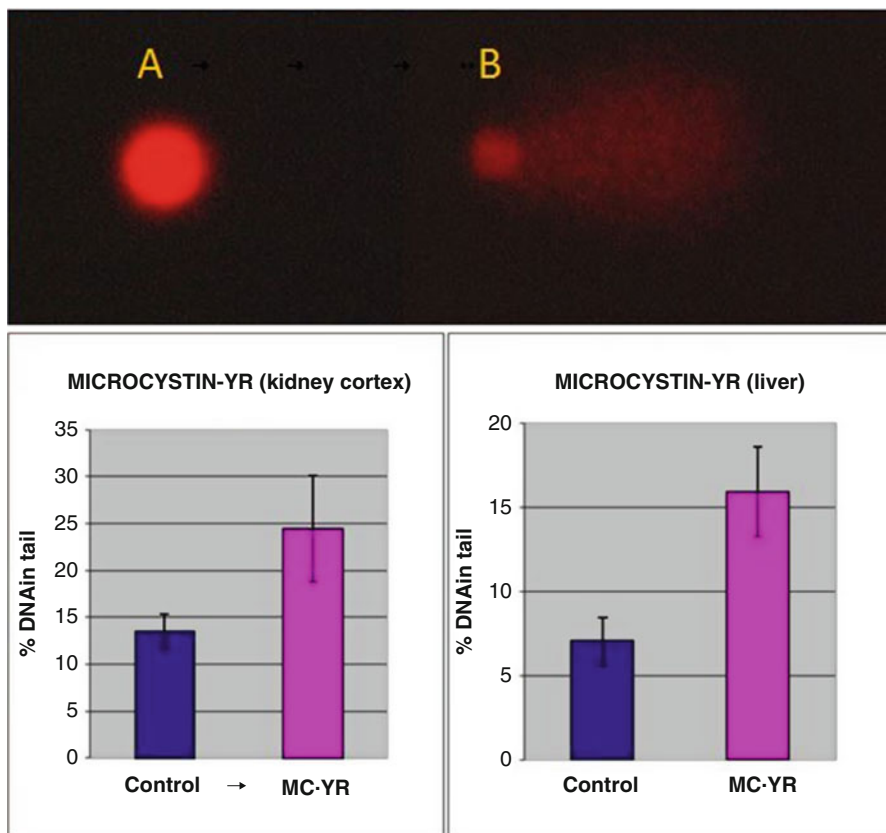 A → → → •• B
MICROCYSTIN-YR (kidney cortex)
35
30
25
20
15
10
5
0
% DNAin tail
Control → MC·YR
MICROCYSTIN-YR (liver)
20
15
10
5
0
% DNAin tail
Control MC·YR